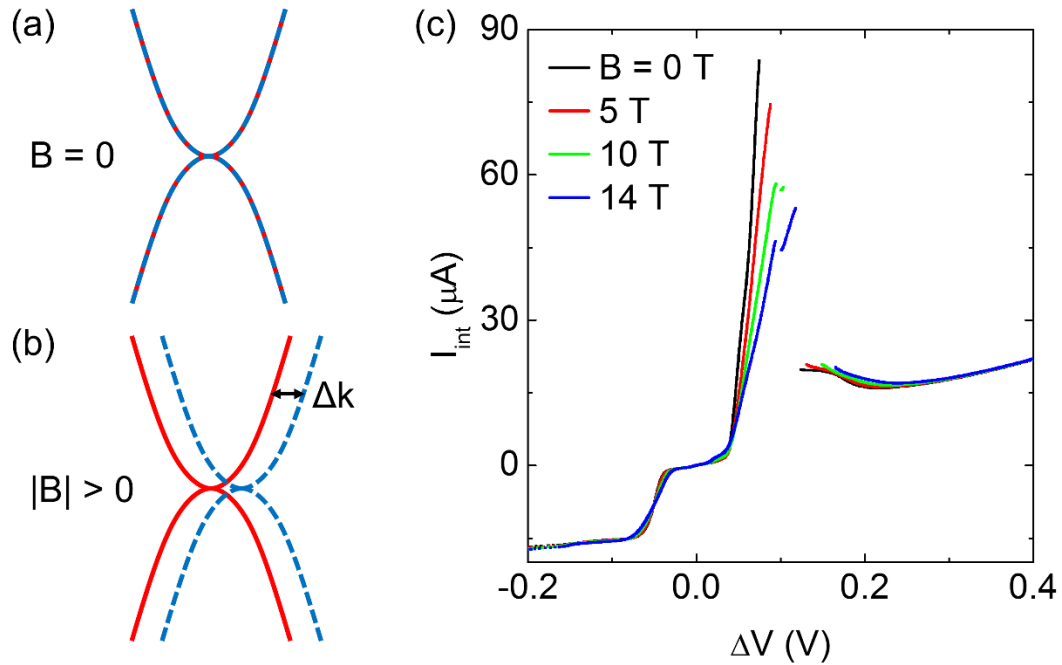 (a)
B = 0
(b)
Δk
|B| > 0
(c)
90
60
30
0
I_int (μA)
B = 0 T
5 T
10 T
14 T
-0.2
0.0
0.2
0.4
ΔV (V)